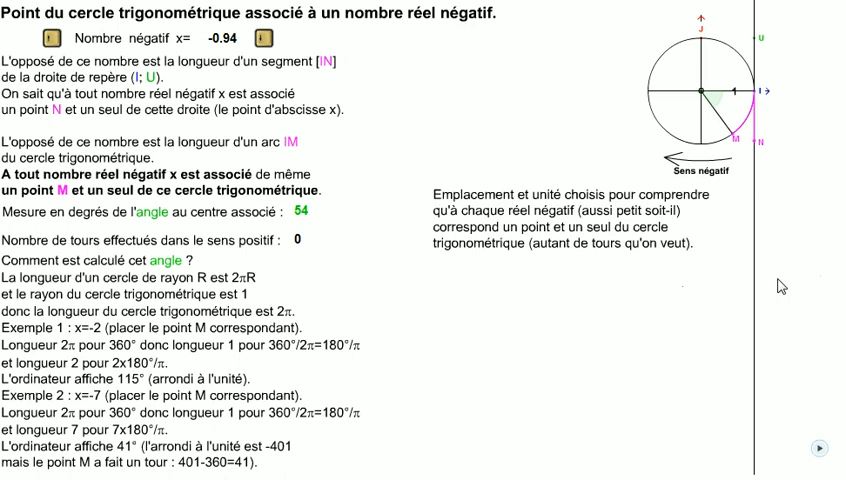 Point du cercle trigonométrique associé à un nombre réel négatif.
Nombre négatif x= -0.94
L'opposé de ce nombre est la longueur d'un segment [IN]
de la droite de repère (I; U).
On sait qu'à tout nombre réel négatif x est associé
un point N et un seul de cette droite (le point d'abscisse x).
L'opposé de ce nombre est la longueur d'un arc IM
du cercle trigonométrique.
A tout nombre réel négatif x est associé de même
un point M et un seul de ce cercle trigonométrique.
Mesure en degrés de l'angle au centre associé : 54
Nombre de tours effectués dans le sens positif : 0
Comment est calculé cet angle ?
La longueur d'un cercle de rayon R est 2πR
et le rayon du cercle trigonométrique est 1
donc la longueur du cercle trigonométrique est 2π.
Exemple 1 : x=-2 (placer le point M correspondant).
Longueur 2π pour 360° donc longueur 1 pour 360°/2π=180°/π
et longueur 2 pour 2x180°/π.
L'ordinateur affiche 115° (arrondi à l'unité).
Exemple 2 : x=-7 (placer le point M correspondant).
Longueur 2π pour 360° donc longueur 1 pour 360°/2π=180°/π
et longueur 7 pour 7x180°/π.
L'ordinateur affiche 41° (l'arrondi à l'unité est -401
mais le point M a fait un tour : 401-360=41).
J
U
1
I
M
N
Sens négatif
Emplacement et unité choisis pour comprendre
qu'à chaque réel négatif (aussi petit soit-il)
correspond un point et un seul du cercle
trigonométrique (autant de tours qu'on veut).